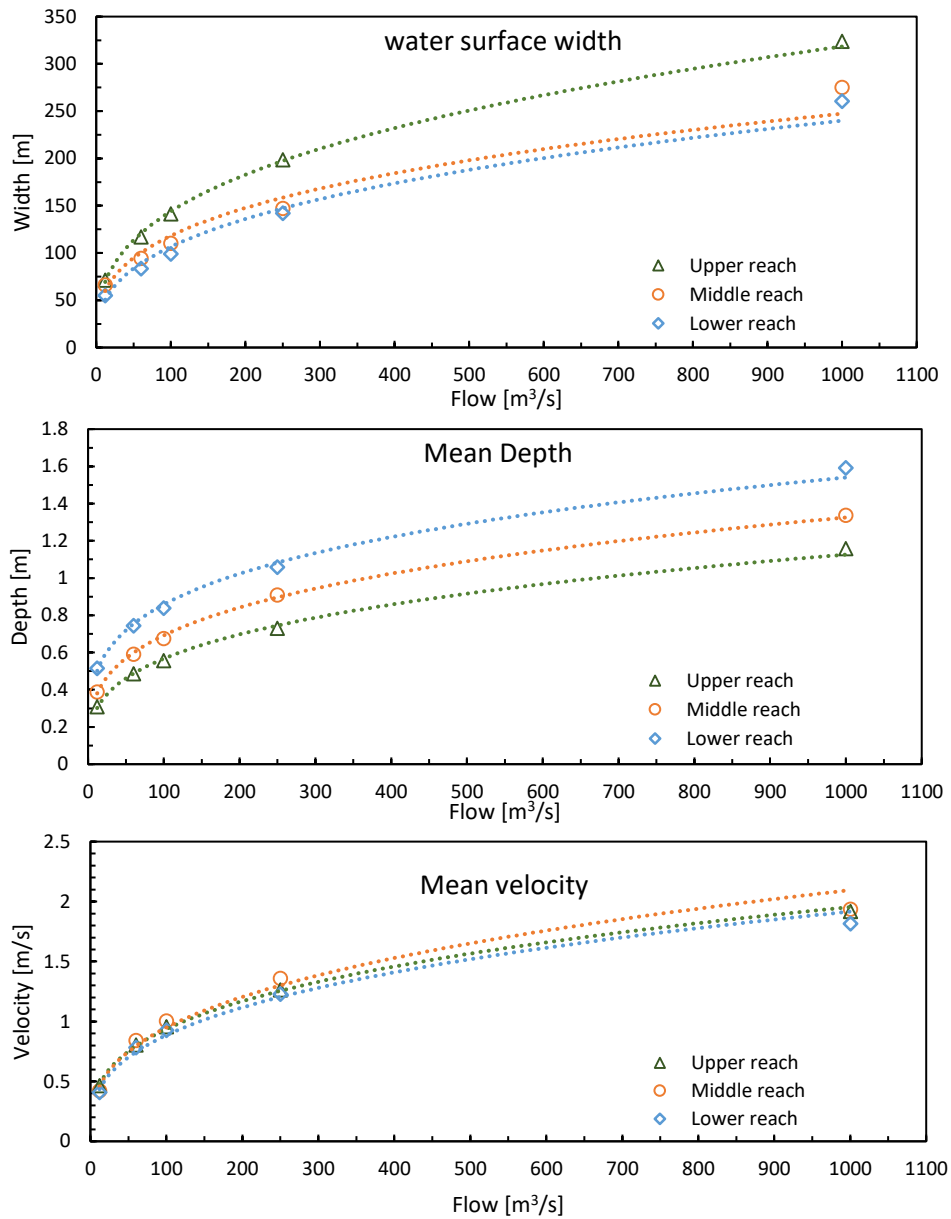 water surface width
Width [m]
350
300
250
200
150
100
50
0
Upper reach
Middle reach
Lower reach
0 100 200 300 400 500 600 700 800 900 1000 1100
Flow [m³/s]
Mean Depth
Depth [m]
1.8
1.6
1.4
1.2
1
0.8
0.6
0.4
0.2
0
Upper reach
Middle reach
Lower reach
0 100 200 300 400 500 600 700 800 900 1000 1100
Flow [m³/s]
Mean velocity
Velocity [m/s]
2.5
2
1.5
1
0.5
0
Upper reach
Middle reach
Lower reach
0 100 200 300 400 500 600 700 800 900 1000 1100
Flow [m³/s]